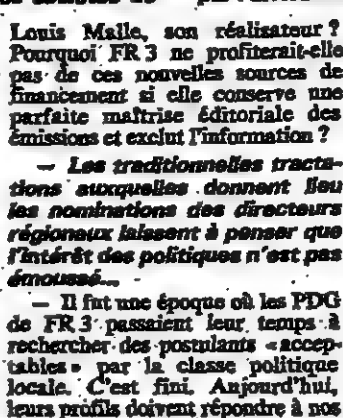 Louis Malle, son réalisateur ?
Pourquoi FR 3 ne profiterait-elle
pas de ces nouvelles sources de
financement si elle conserve une
parfaite maîtrise éditoriale des
émissions et exclut l'information ?
— Les traditionnelles tracta-
tions auxquelles donnent lieu
les nominations des directeurs
régionaux laissent à penser que
l'intérêt des politiques n'est pas
émoussé...
— Il fut une époque où les PDG
de FR 3 passaient leur temps à
rechercher des postulants « accep-
tables » par la classe politique
locale. C'est fini. Aujourd'hui,
leurs profils doivent répondre à nos